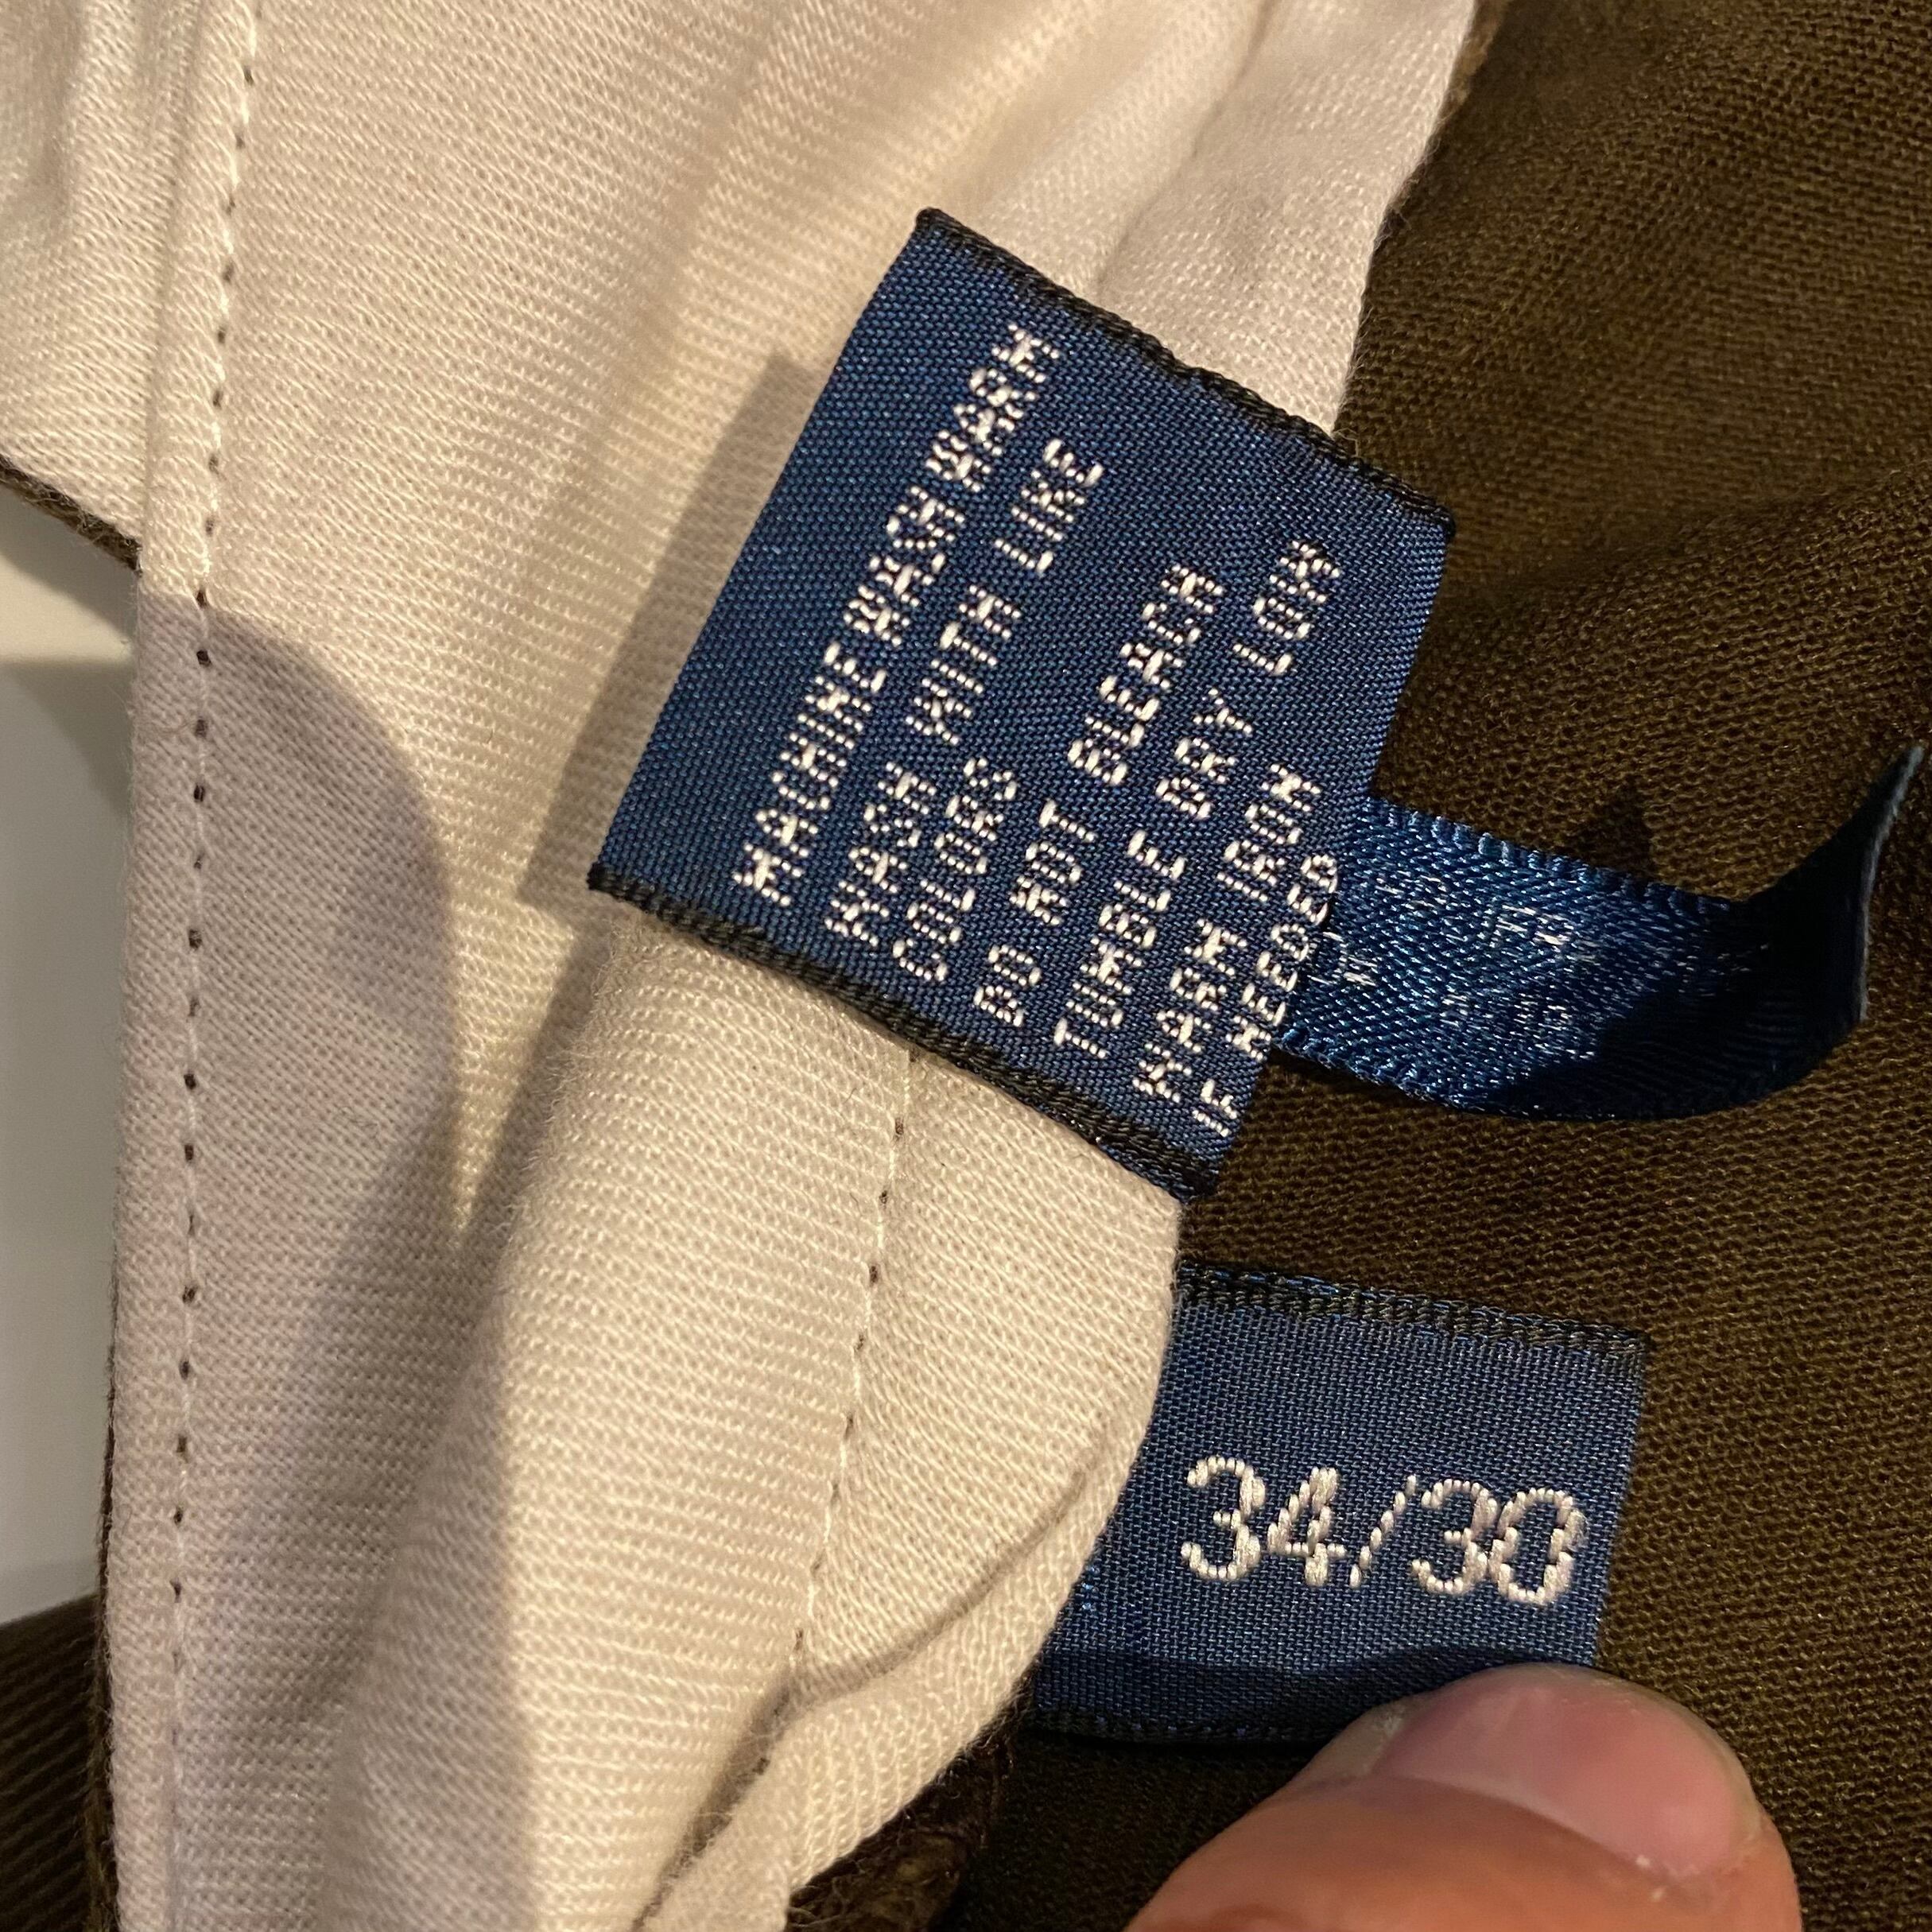 MACHINE WASH WARM
WASH WITH LIKE
COLORS
DO NOT BLEACH
TUMBLE DRY LOW
WARM IRON
IF NEEDED
34/30